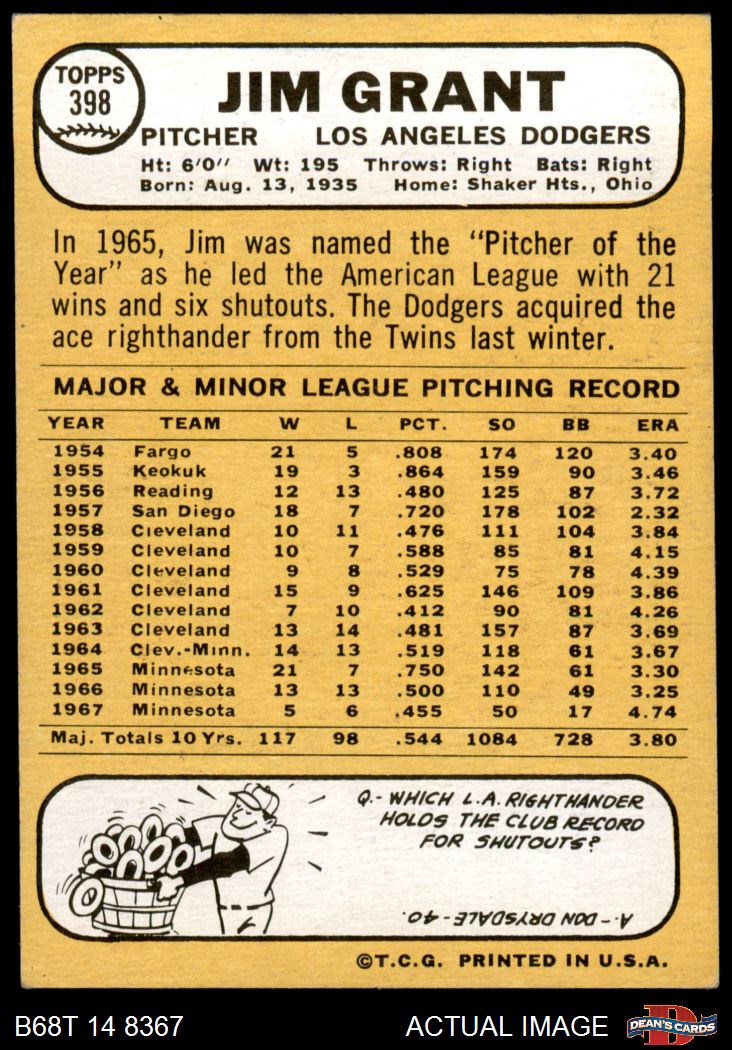 TOPPS
398
JIM GRANT
PITCHER LOS ANGELES DODGERS
Ht: 6'0" Wt: 195 Throws: Right Bats: Right
Born: Aug. 13, 1935 Home: Shaker Hts., Ohio
In 1965, Jim was named the "Pitcher of the
Year" as he led the American League with 21
wins and six shutouts. The Dodgers acquired the
ace righthander from the Twins last winter.
MAJOR & MINOR LEAGUE PITCHING RECORD
YEAR TEAM W L PCT. SO BB ERA
1954 Fargo 21 5 .808 174 120 3.40
1955 Keokuk 19 3 .864 159 90 3.46
1956 Reading 12 13 .480 125 87 3.72
1957 San Diego 18 7 .720 178 102 2.32
1958 Cleveland 10 11 .476 111 104 3.84
1959 Cleveland 10 7 .588 85 81 4.15
1960 Cleveland 9 8 .529 75 78 4.39
1961 Cleveland 15 9 .625 146 109 3.86
1962 Cleveland 7 10 .412 90 81 4.26
1963 Cleveland 13 14 .481 157 87 3.69
1964 Clev.-Minn. 14 13 .519 118 61 3.67
1965 Minnesota 21 7 .750 142 61 3.30
1966 Minnesota 13 13 .500 110 49 3.25
1967 Minnesota 5 6 .455 50 17 4.74
Maj. Totals 10 Yrs. 117 98 .544 1084 728 3.80
Q.- WHICH L.A. RIGHTHANDER
HOLDS THE CLUB RECORD
FOR SHUTOUTS?
A.- DON DRYSDALE-40.
©T.C.G. PRINTED IN U.S.A.
B68T 14 8367 ACTUAL IMAGE
D
DEAN'S CARDS